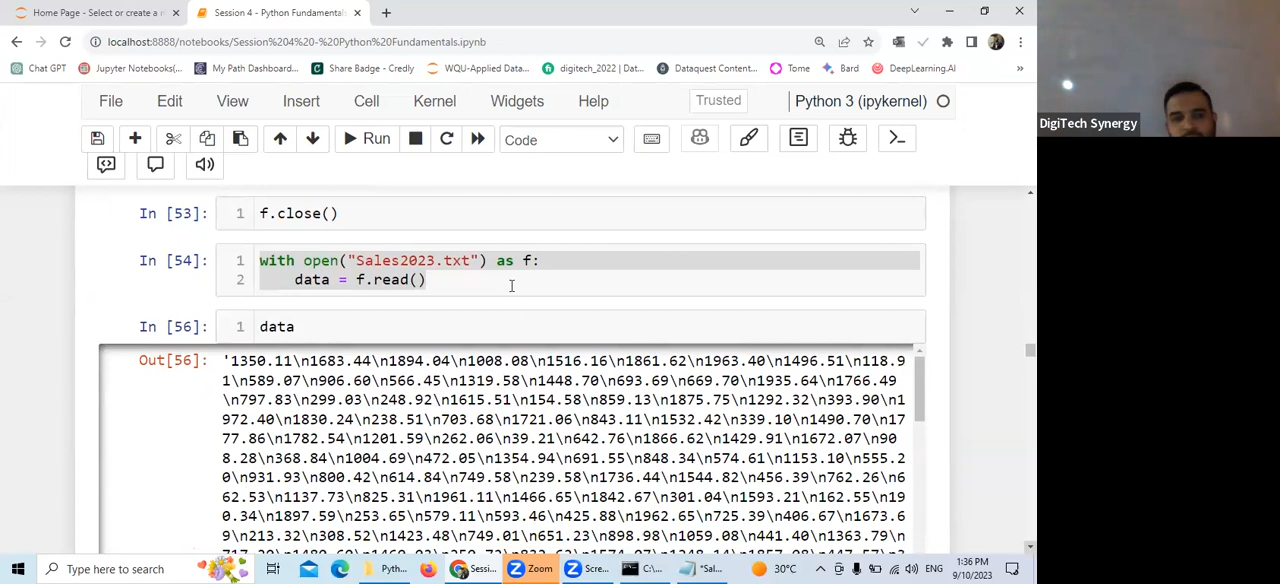 Home Page - Select or create a n
Session 4 - Python Fundamental
localhost:8888/notebooks/Session%204%20-%20Python%20Fundamentals.ipynb
Chat GPT
Jupyter Notebooks(...
My Path Dashboard...
Share Badge - Credly
WQU-Applied Data...
digitech_2022 | Dat...
Dataquest Content...
Tome
Bard
DeepLearning.AI
»
File Edit View Insert Cell Kernel Widgets Help
Trusted
Python 3 (ipykernel)
Run
Code
DigiTech Synergy
In [53]: 1 f.close()
In [54]: 1 with open("Sales2023.txt") as f:
2 data = f.read()
In [56]: 1 data
Out[56]: '1350.11\n1683.44\n1894.04\n1008.08\n1516.16\n1861.62\n1963.40\n1496.51\n118.9
1\n589.07\n906.60\n566.45\n1319.58\n1448.70\n693.69\n669.70\n1935.64\n1766.49
\n797.83\n299.03\n248.92\n1615.51\n154.58\n859.13\n1875.75\n1292.32\n393.90\n1
972.40\n1830.24\n238.51\n703.68\n1721.06\n843.11\n1532.42\n339.10\n1490.70\n17
77.86\n1782.54\n1201.59\n262.06\n39.21\n642.76\n1866.62\n1429.91\n1672.07\n90
8.28\n368.84\n1004.69\n472.05\n1354.94\n691.55\n848.34\n574.61\n1153.10\n555.2
0\n931.93\n800.42\n614.84\n749.58\n239.58\n1736.44\n1544.82\n456.39\n762.26\n
662.53\n1137.73\n825.31\n1961.11\n1466.65\n1842.67\n301.04\n1593.21\n162.55\n19
0.34\n1897.59\n253.65\n579.11\n593.46\n425.88\n1962.65\n725.39\n406.67\n1673.6
9\n213.32\n308.52\n1423.48\n749.01\n651.23\n898.98\n1059.08\n441.40\n1363.79\n
Type here to search
Pyth...
Sessi...
Zoom
Scre...
C:\...
*Sal...
30°C
ENG
1:36 PM
9/10/2023